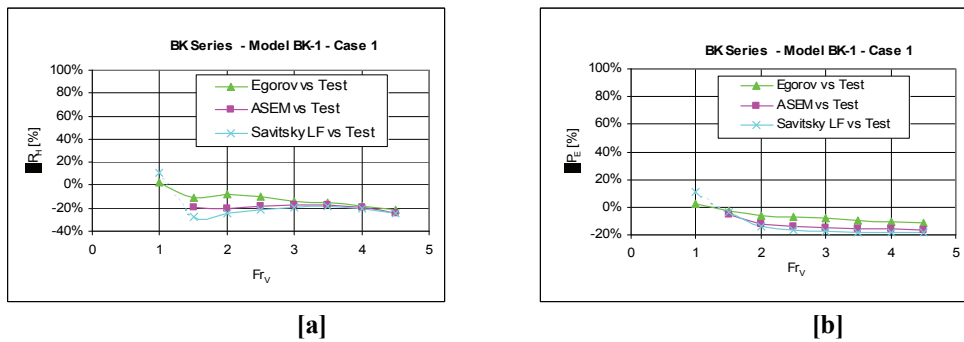 BK Series - Model BK-1 - Case 1
100%
80%
60%
40%
20%
0%
-20%
-40%
R_H [%]
Egorov vs Test
ASEM vs Test
Savitsky LF vs Test
0 1 2 3 4 5
Fr_V
[a]
BK Series - Model BK-1 - Case 1
100%
80%
60%
40%
20%
0%
-20%
P_E [%]
Egorov vs Test
ASEM vs Test
Savitsky LF vs Test
0 1 2 3 4 5
Fr_V
[b]